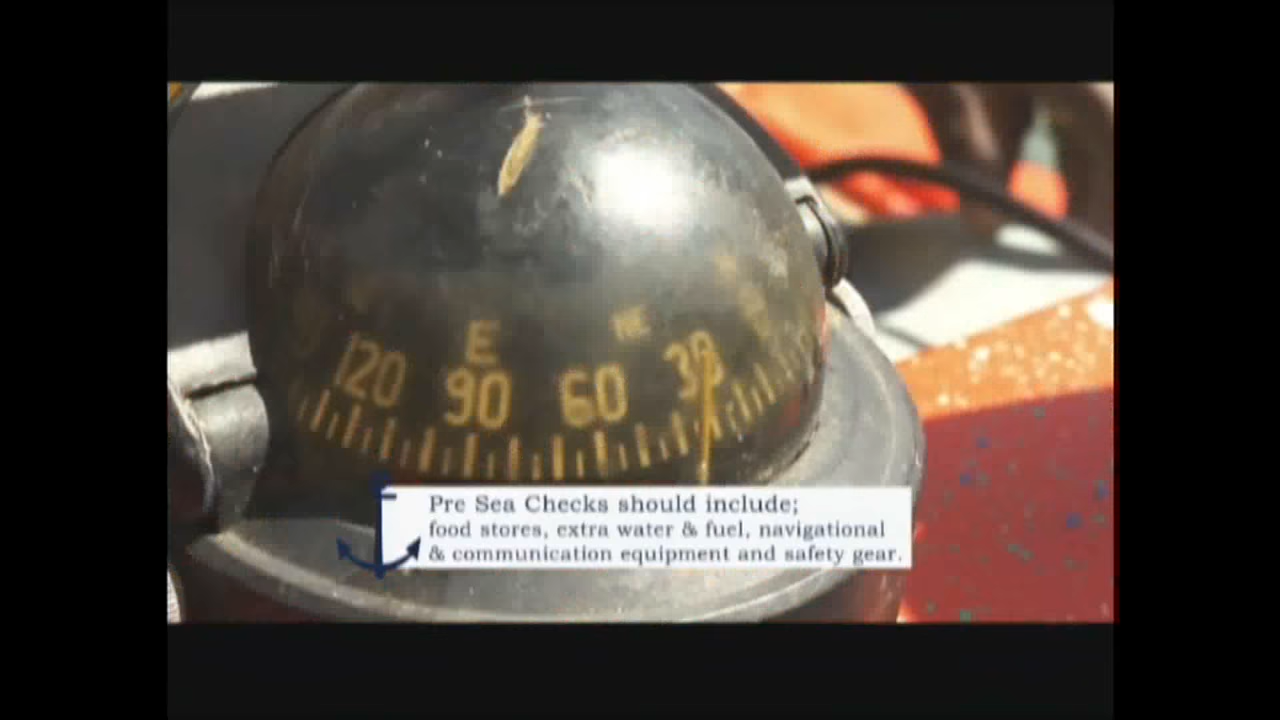 E
NE
120 90 60 30
Pre Sea Checks should include;
food stores, extra water & fuel, navigational
& communication equipment and safety gear.